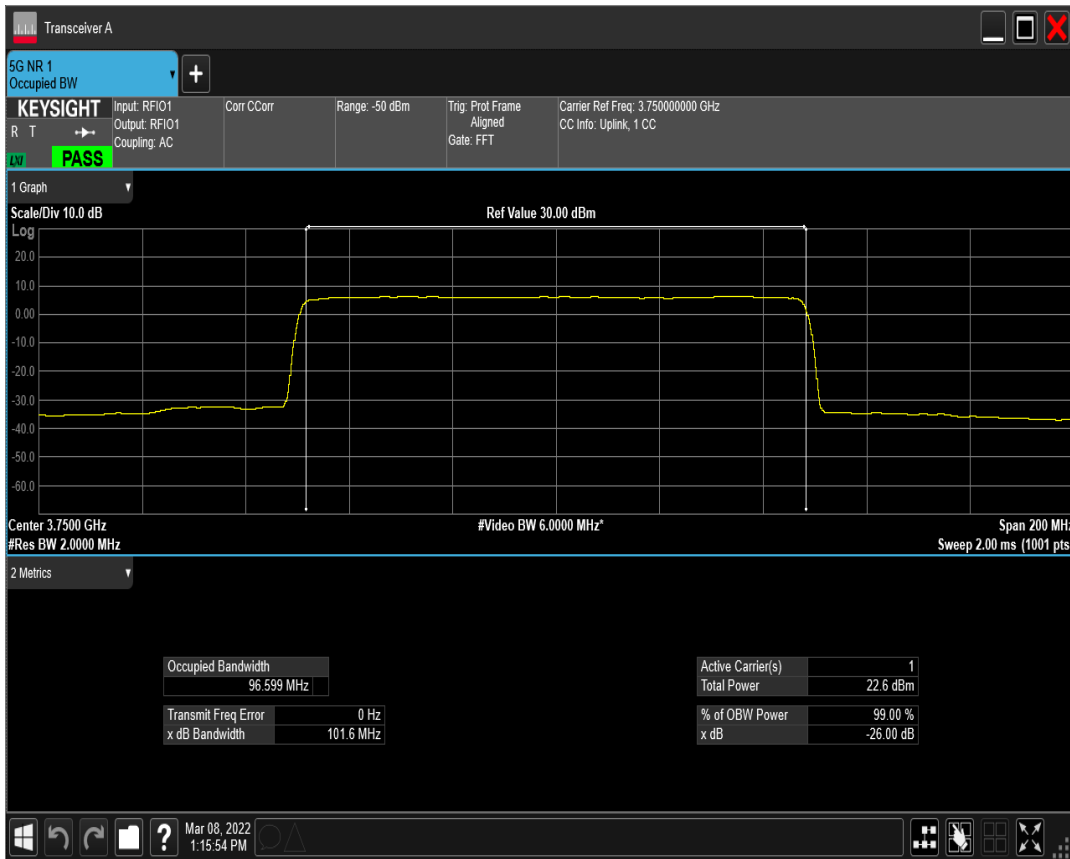 Transceiver A
5G NR 1
Occupied BW
+
KEYSIGHT
R T
LXI
PASS
Input: RFIO1
Output: RFIO1
Coupling: AC
Corr CCorr
Range: -50 dBm
Trig: Prot Frame
Aligned
Gate: FFT
Carrier Ref Freq: 3.750000000 GHz
CC Info: Uplink, 1 CC
1 Graph
Scale/Div 10.0 dB
Ref Value 30.00 dBm
Log
20.0
10.0
0.00
-10.0
-20.0
-30.0
-40.0
-50.0
-60.0
Center 3.7500 GHz
#Video BW 6.0000 MHz*
Span 200 MHz
#Res BW 2.0000 MHz
Sweep 2.00 ms (1001 pts
2 Metrics
Occupied Bandwidth
96.599 MHz
Transmit Freq Error 0 Hz
x dB Bandwidth 101.6 MHz
Active Carrier(s) 1
Total Power 22.6 dBm
% of OBW Power 99.00 %
x dB -26.00 dB
?
Mar 08, 2022
1:15:54 PM